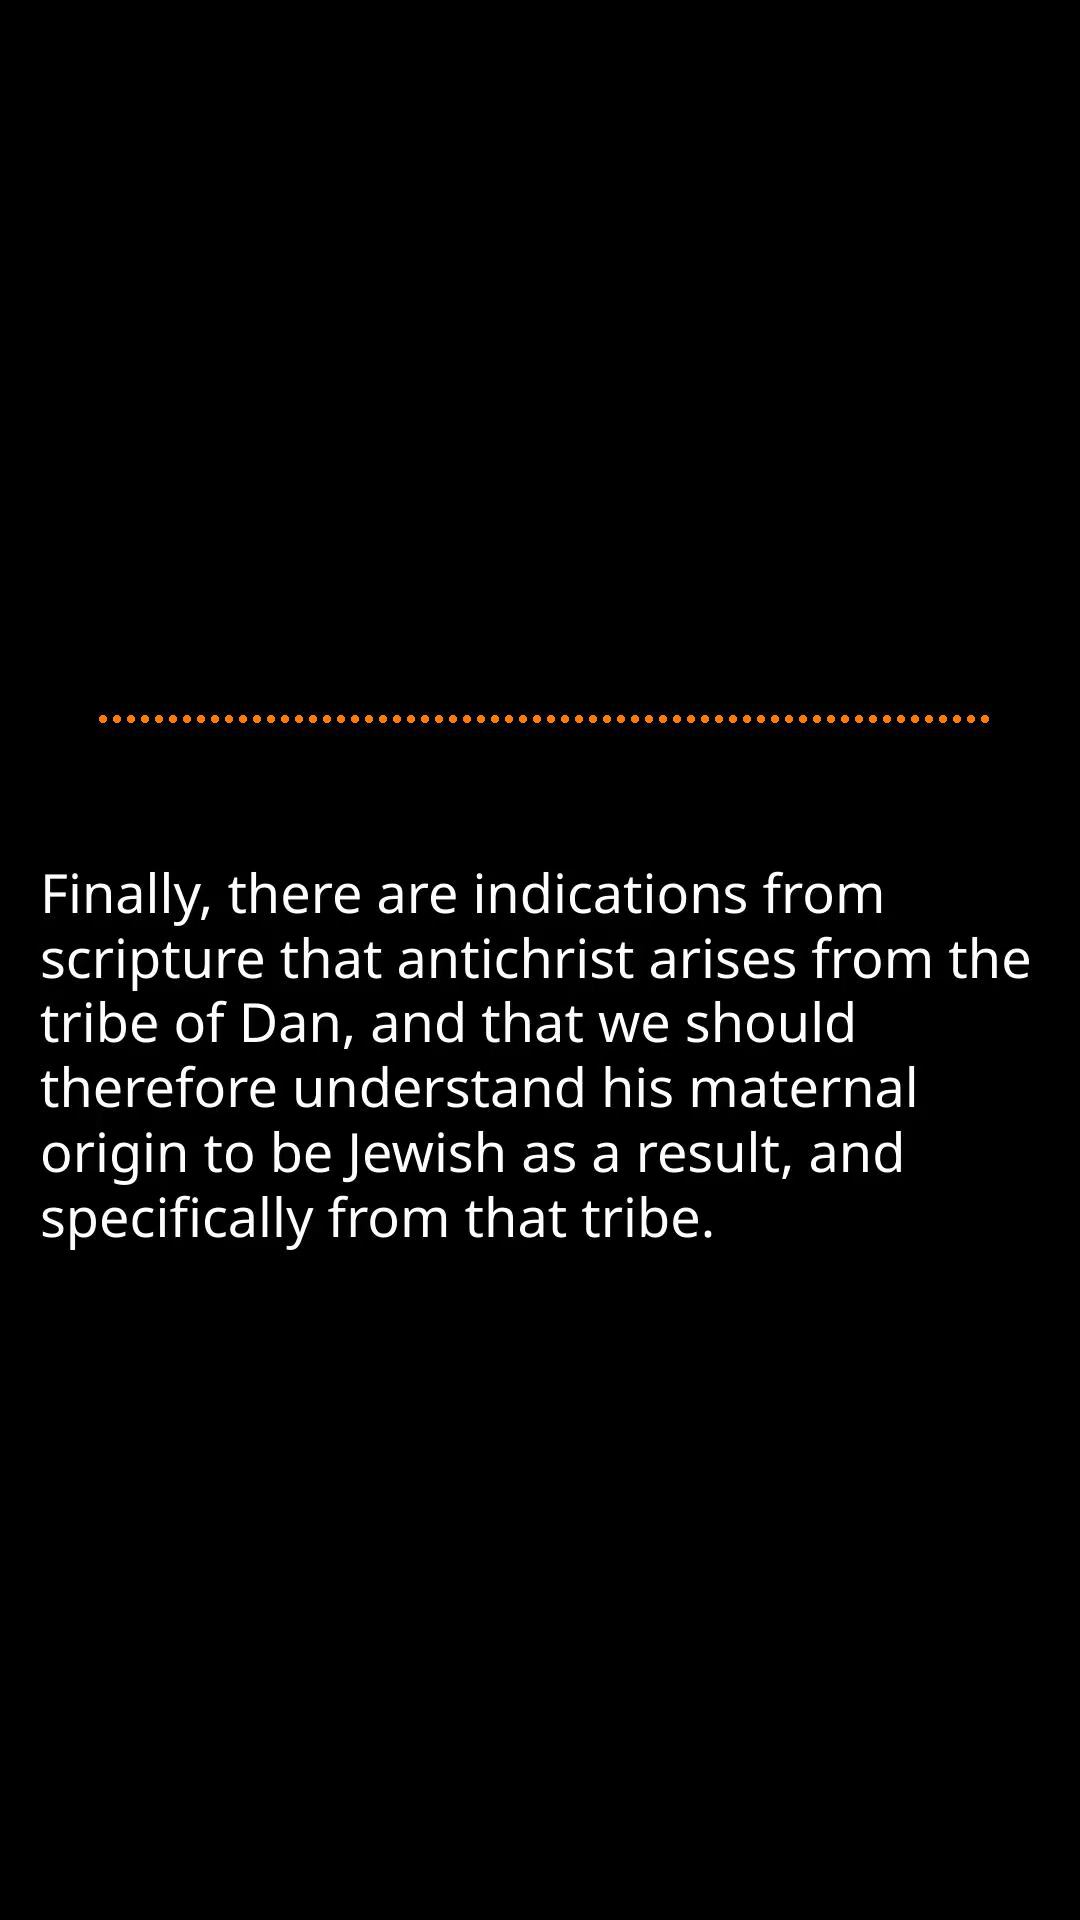 Finally, there are indications from
scripture that antichrist arises from the
tribe of Dan, and that we should
therefore understand his maternal
origin to be Jewish as a result, and
specifically from that tribe.